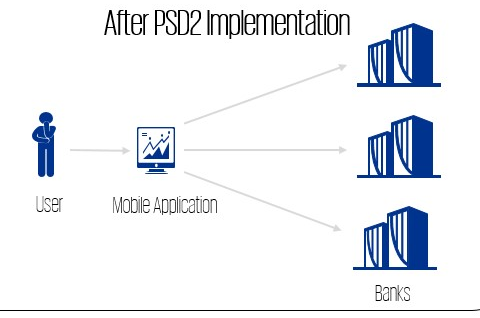 After PSD2 Implementation
User
Mobile Application
Banks